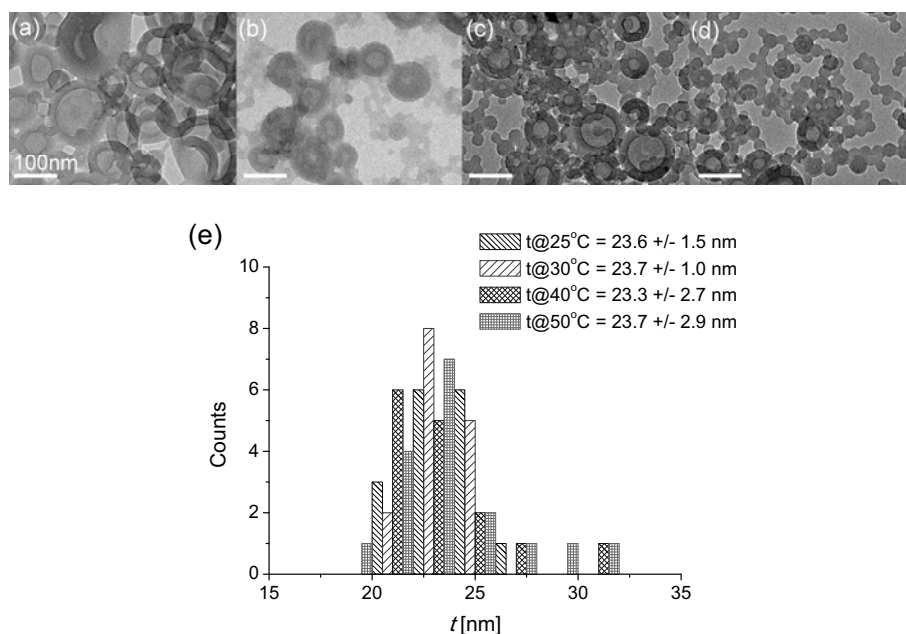 (a) (b) (c) (d)
100nm
(e)
t@25°C = 23.6 +/- 1.5 nm
t@30°C = 23.7 +/- 1.0 nm
t@40°C = 23.3 +/- 2.7 nm
t@50°C = 23.7 +/- 2.9 nm
10
8
6
4
2
0
Counts
15 20 25 30 35
t [nm]